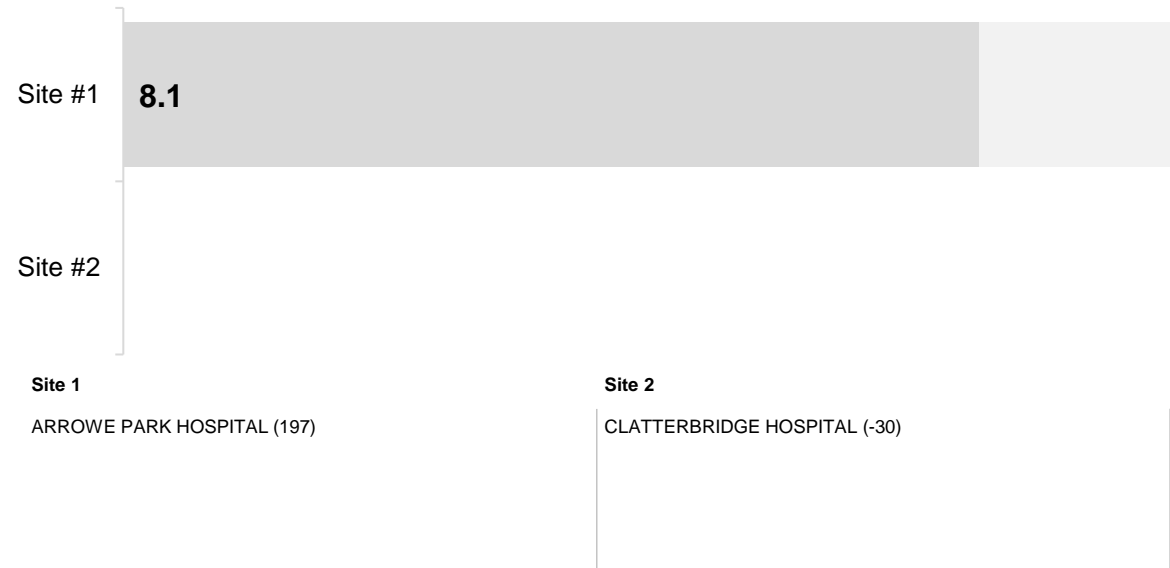 Site #1
8.1
Site #2
Site 1
Site 2
ARROWE PARK HOSPITAL (197)
CLATTERBRIDGE HOSPITAL (-30)